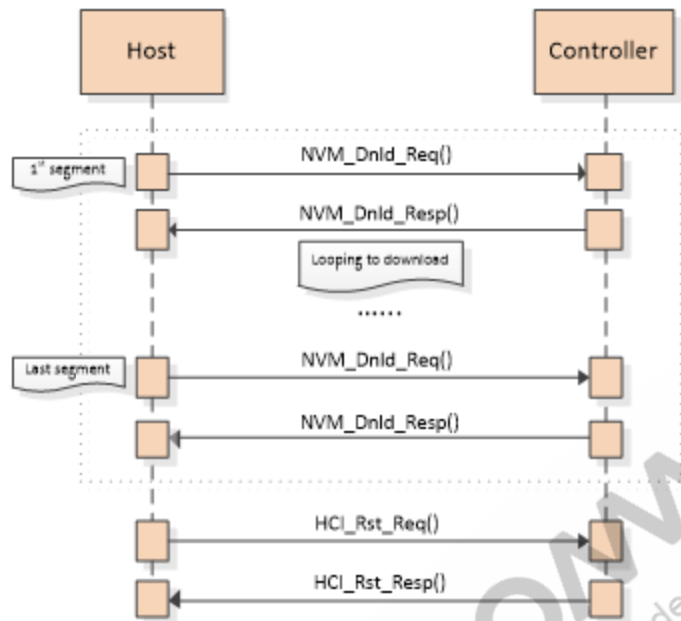 Host
Controller
1st segment
NVM_Dnld_Req()
NVM_Dnld_Resp()
Looping to download
......
Last segment
NVM_Dnld_Req()
NVM_Dnld_Resp()
HCI_Rst_Req()
HCI_Rst_Resp()